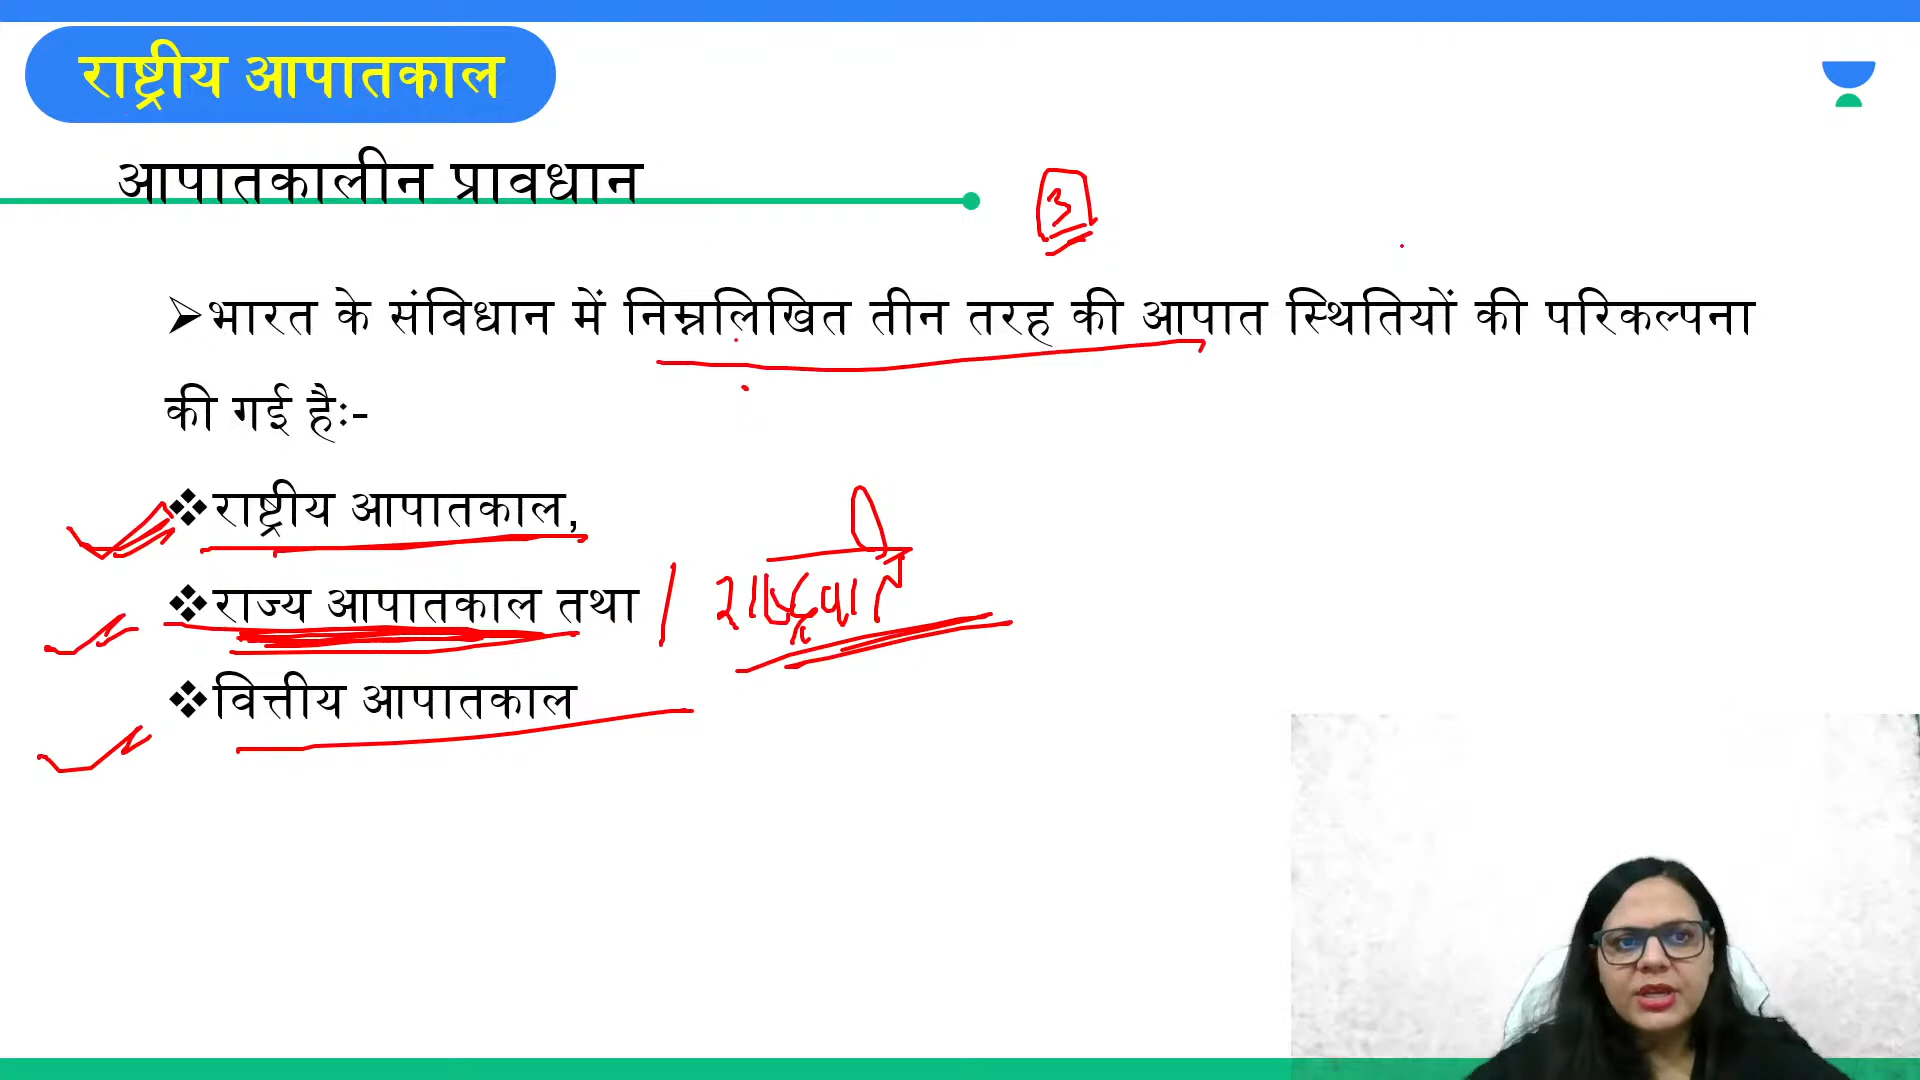 राष्ट्रीय आपातकाल
आपातकालीन प्रावधान
3
➢भारत के संविधान में निम्नलिखित तीन तरह की आपात स्थितियों की परिकल्पना
की गई हैः-
❖राष्ट्रीय आपातकाल,
❖राज्य आपातकाल तथा / राष्ट्रपति
❖वित्तीय आपातकाल